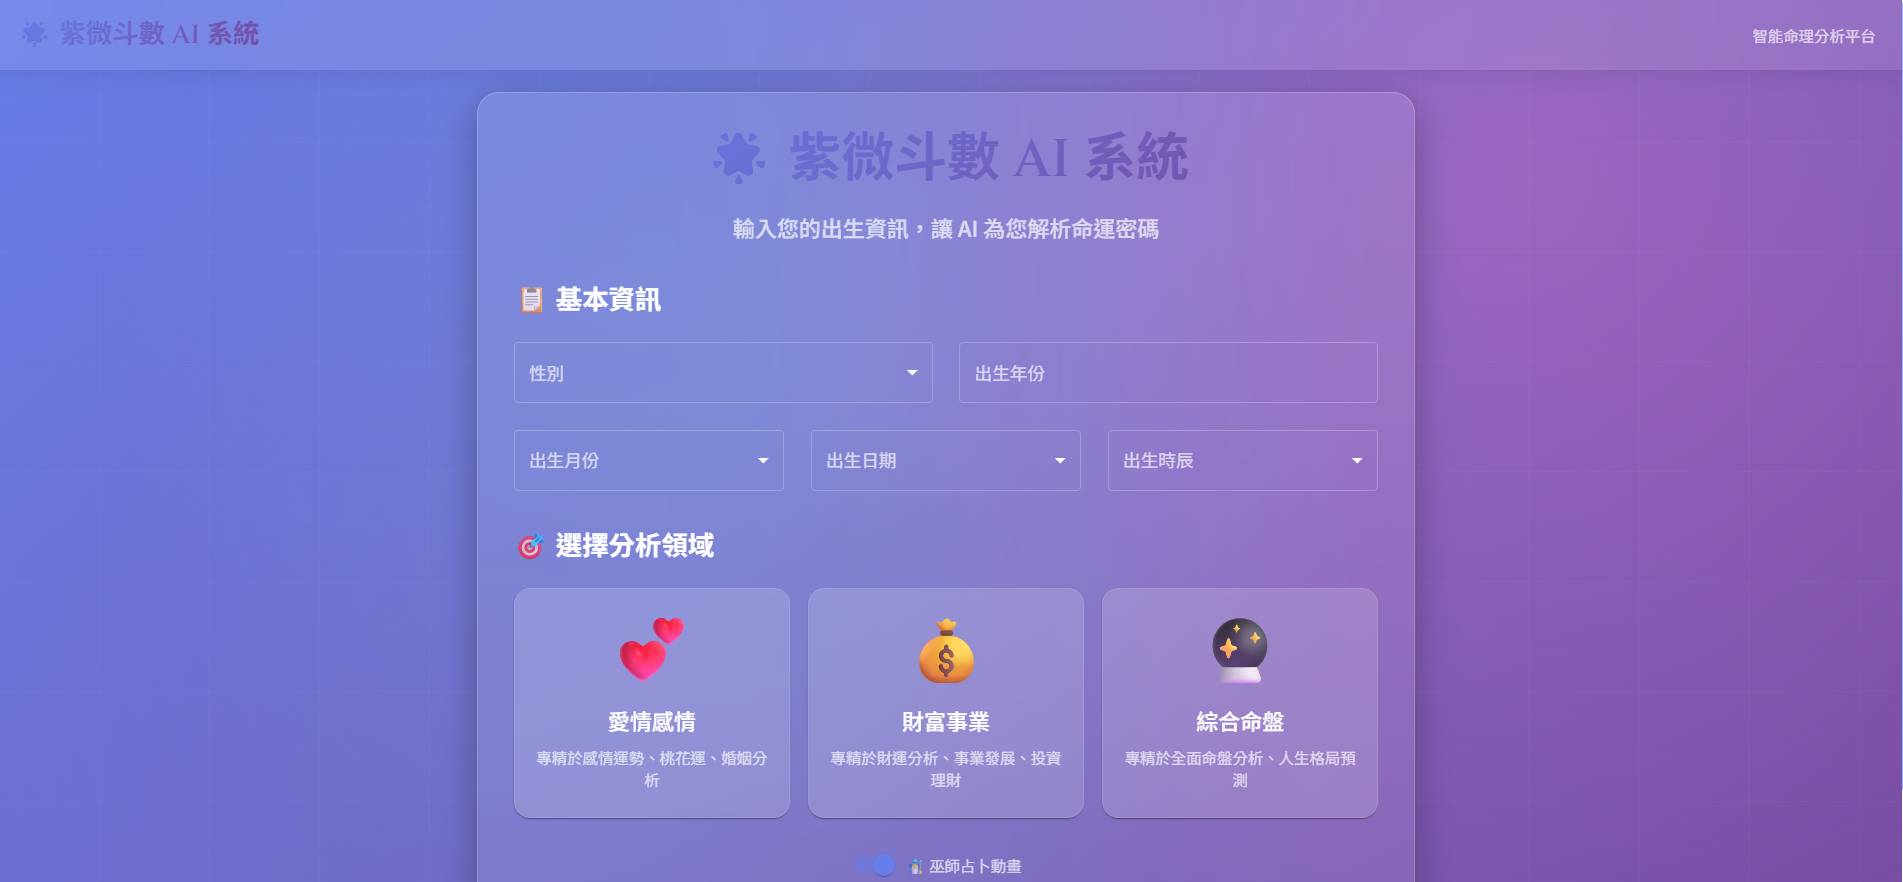 紫微斗數 AI 系統
智能命理分析平台
紫微斗數 AI 系統
輸入您的出生資訊，讓 AI 為您解析命運密碼
基本資訊
性別
出生年份
出生月份
出生日期
出生時辰
選擇分析領域
愛情感情
專精於感情運勢、桃花運、婚姻分
析
財富事業
專精於財運分析、事業發展、投資
理財
綜合命盤
專精於全面命盤分析、人生格局預
測
巫師占卜動畫